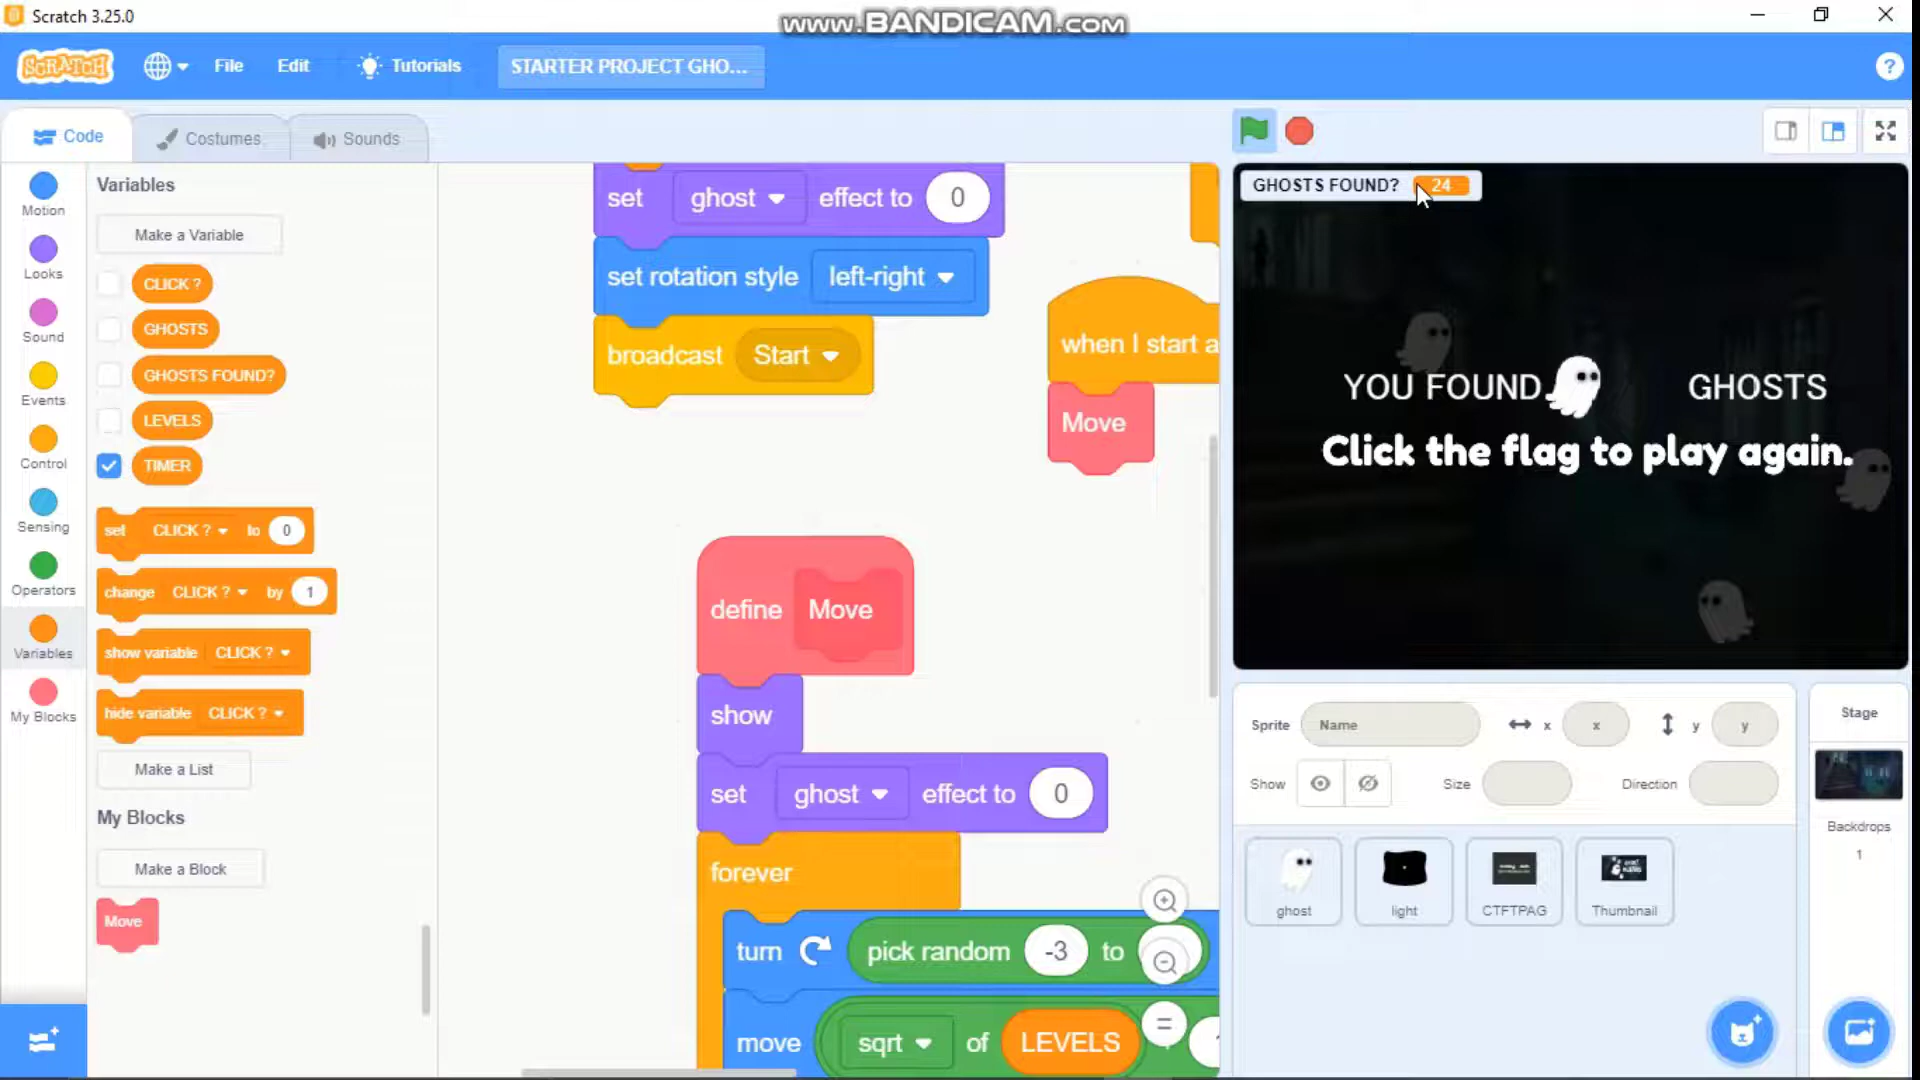 Scratch 3.25.0
www.BANDICAM.com
SCRATCH
File
Edit
Tutorials
STARTER PROJECT GHO...
?
Code
Costumes
Sounds
Motion
Looks
Sound
Events
Control
Sensing
Operators
Variables
My Blocks
Variables
Make a Variable
CLICK ?
GHOSTS
GHOSTS FOUND?
LEVELS
TIMER
set CLICK ? to 0
change CLICK ? by 1
show variable CLICK ?
hide variable CLICK ?
Make a List
My Blocks
Make a Block
Move
set ghost effect to 0
set rotation style left-right
broadcast Start
when I start a
Move
define Move
show
set ghost effect to 0
forever
turn pick random -3 to
move sqrt of LEVELS
GHOSTS FOUND? 24
YOU FOUND GHOSTS
Click the flag to play again.
Sprite Name x x y y
Show Size Direction
ghost
light
CTFTPAG
Thumbnail
Stage
Backdrops
1